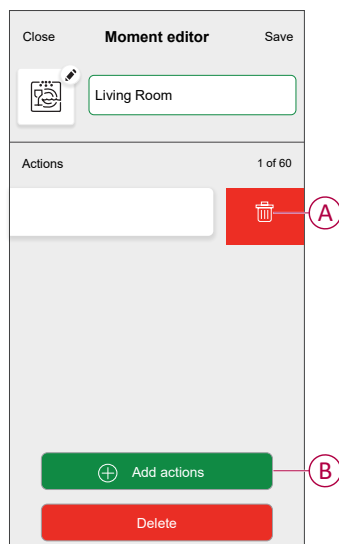 Close Moment editor Save
Living Room
Actions 1 of 60
A
Add actions
B
Delete